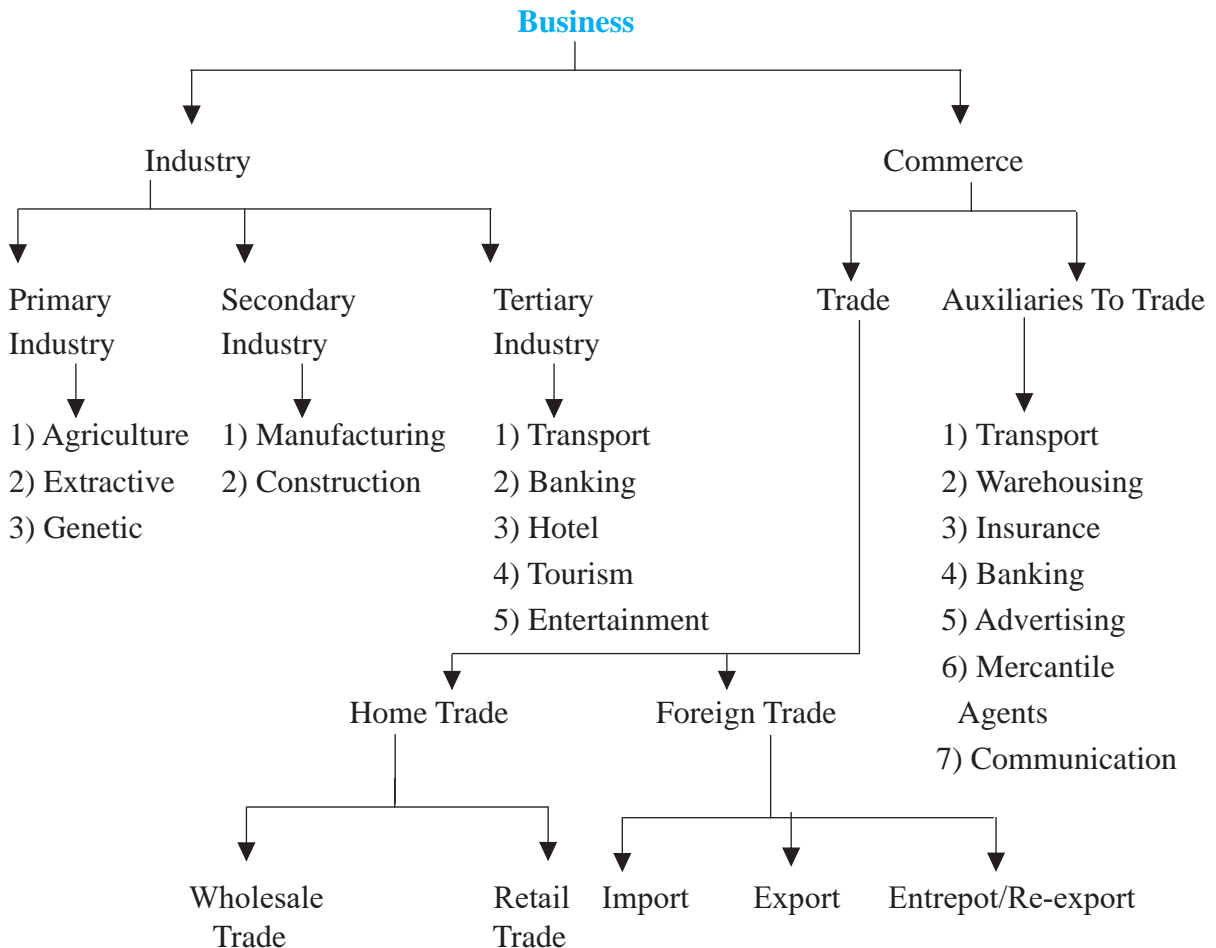 Business
Industry
Commerce
Primary
Industry
Secondary
Industry
Tertiary
Industry
Trade
Auxiliaries To Trade
1) Agriculture
2) Extractive
3) Genetic
1) Manufacturing
2) Construction
1) Transport
2) Banking
3) Hotel
4) Tourism
5) Entertainment
1) Transport
2) Warehousing
3) Insurance
4) Banking
5) Advertising
6) Mercantile
Agents
7) Communication
Home Trade
Foreign Trade
Wholesale
Trade
Retail
Trade
Import
Export
Entrepot/Re-export